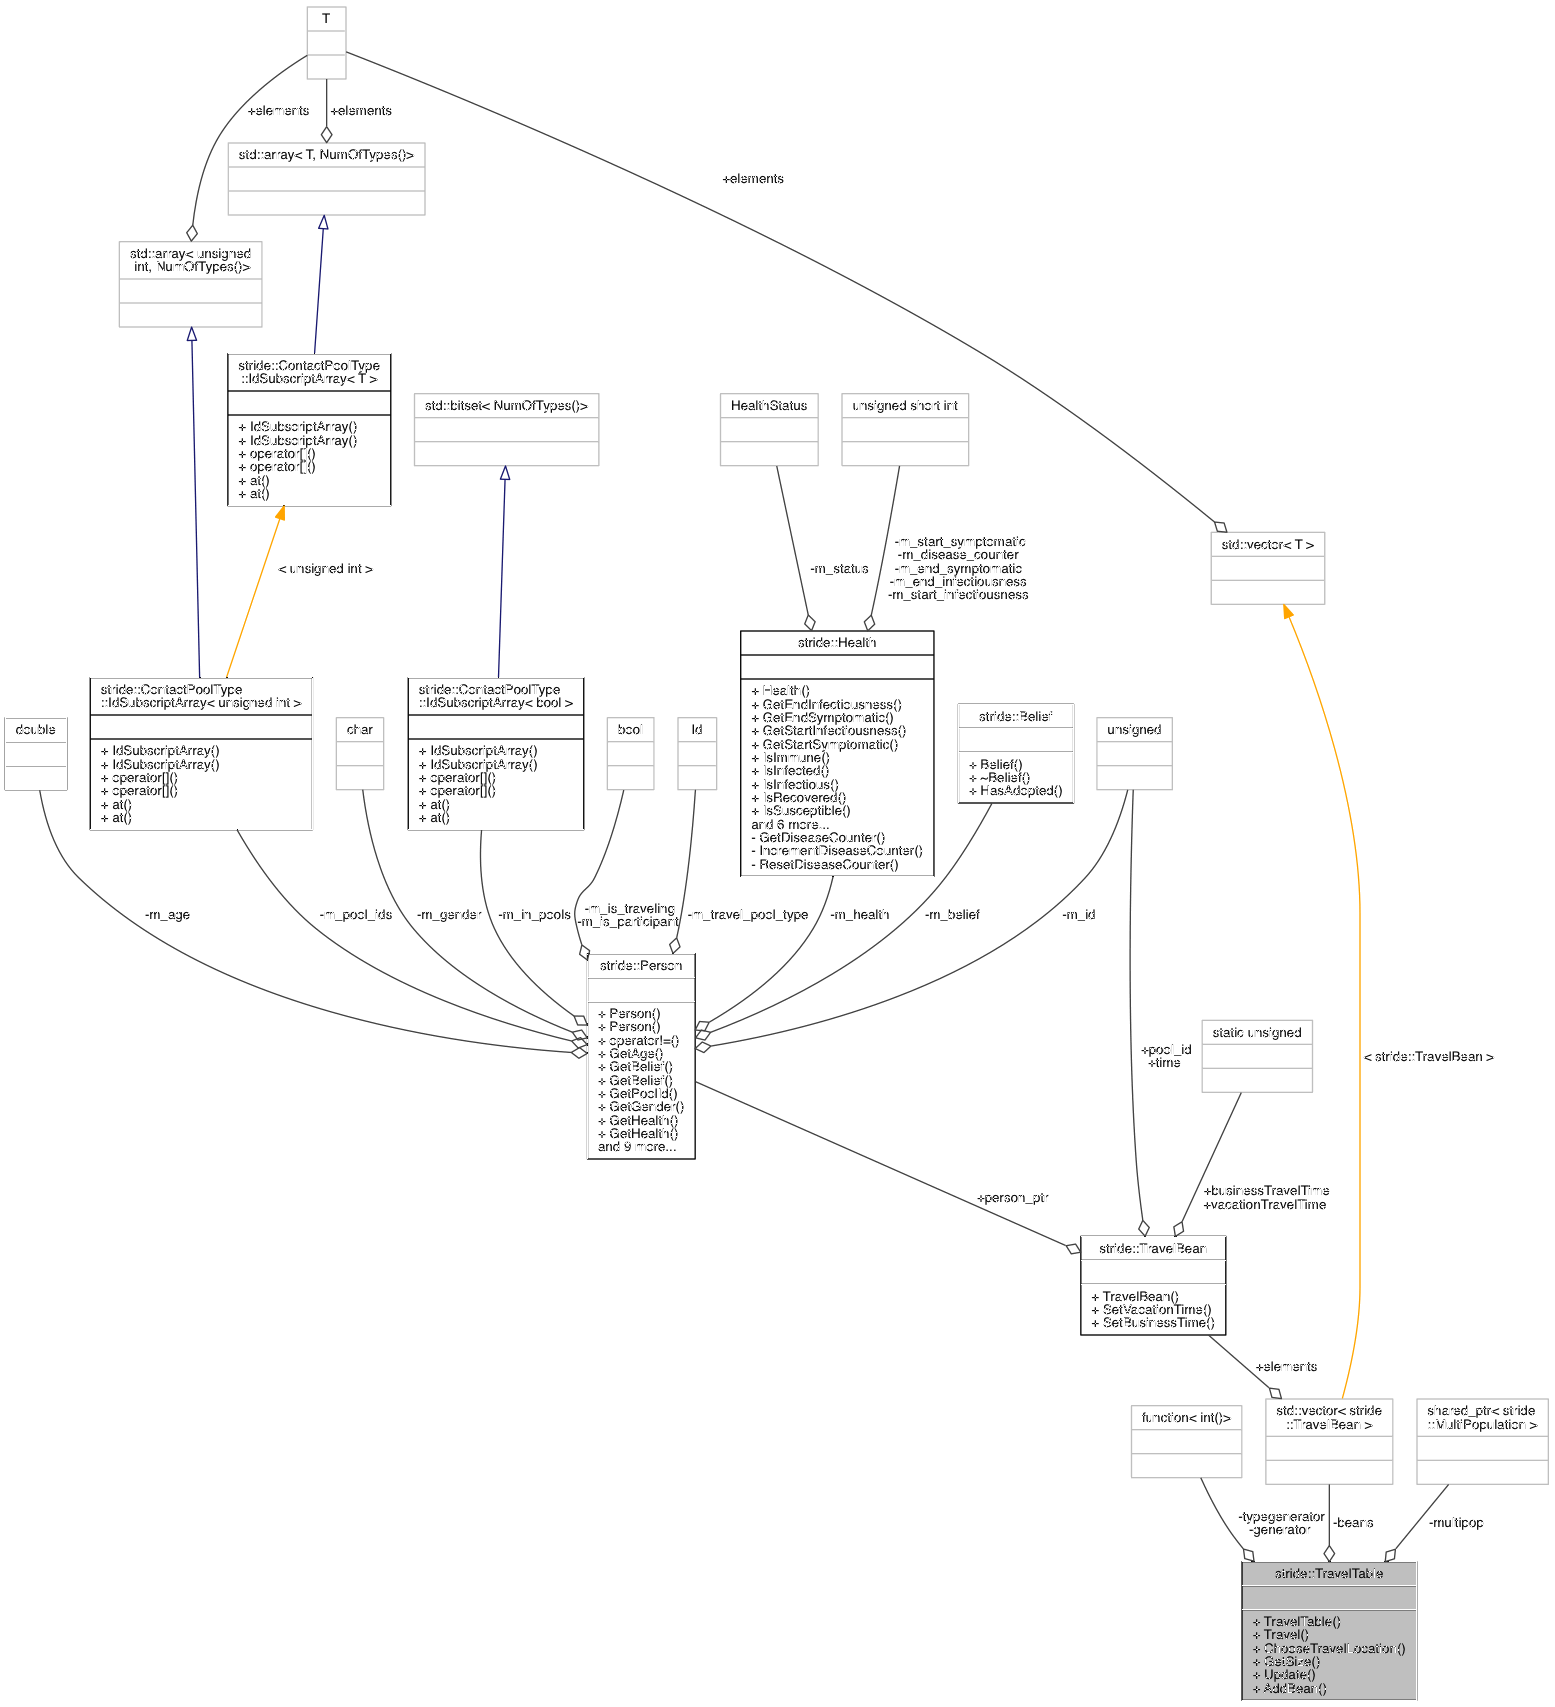 T
+elements
+elements
+elements
std::array< T, NumOfTypes()>
std::array< unsigned
int, NumOfTypes()>
stride::ContactPoolType
::IdSubscriptArray< T >
+ IdSubscriptArray()
+ IdSubscriptArray()
+ operator[]()
+ operator[]()
+ at()
+ at()
std::bitset< NumOfTypes()>
HealthStatus
unsigned short int
std::vector< T >
< unsigned int >
-m_status
-m_start_symptomatic
-m_disease_counter
-m_end_symptomatic
-m_end_infectiousness
-m_start_infectiousness
double
stride::ContactPoolType
::IdSubscriptArray< unsigned int >
+ IdSubscriptArray()
+ IdSubscriptArray()
+ operator[]()
+ operator[]()
+ at()
+ at()
char
stride::ContactPoolType
::IdSubscriptArray< bool >
+ IdSubscriptArray()
+ IdSubscriptArray()
+ operator[]()
+ operator[]()
+ at()
+ at()
bool
Id
stride::Health
+ Health()
+ GetEndInfectiousness()
+ GetEndSymptomatic()
+ GetStartInfectiousness()
+ GetStartSymptomatic()
+ IsImmune()
+ IsInfected()
+ IsInfectious()
+ IsRecovered()
+ IsSusceptible()
and 6 more...
- GetDiseaseCounter()
- IncrementDiseaseCounter()
- ResetDiseaseCounter()
stride::Belief
+ Belief()
+ ~Belief()
+ HasAdopted()
unsigned
-m_age
-m_pool_ids
-m_gender
-m_in_pools
-m_is_traveling
-m_is_participant
-m_travel_pool_type
-m_health
-m_belief
-m_id
stride::Person
+ Person()
+ Person()
+ operator!=()
+ GetAge()
+ GetBelief()
+ GetBelief()
+ GetPoolId()
+ GetGender()
+ GetHealth()
+ GetHealth()
and 9 more...
+pool_id
+time
static unsigned
< stride::TravelBean >
+person_ptr
+businessTravelTime
+vacationTravelTime
stride::TravelBean
+ TravelBean()
+ SetVacationTime()
+ SetBusinessTime()
+elements
function< int()>
std::vector< stride
::TravelBean >
shared_ptr< stride
::MultiPopulation >
-typegenerator
-generator
-beans
-multipop
stride::TravelTable
+ TravelTable()
+ Travel()
+ ChooseTravelLocation()
+ GetSize()
+ Update()
+ AddBean()